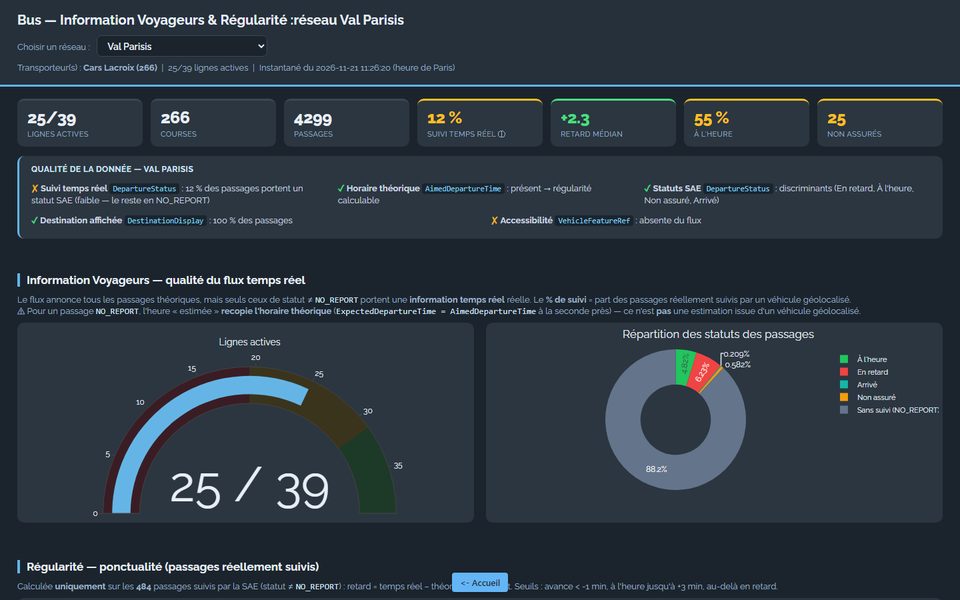 Bus — Information Voyageurs & Régularité :réseau Val Parisis
Choisir un réseau : Val Parisis
Transporteur(s) : Cars Lacroix (266) | 25/39 lignes actives | Instantané du 2026-11-21 11:26:20 (heure de Paris)
25/39
LIGNES ACTIVES
266
COURSES
4299
PASSAGES
12 %
SUIVI TEMPS RÉEL ⓘ
+2.3
RETARD MÉDIAN
55 %
À L'HEURE
25
NON ASSURÉS
QUALITÉ DE LA DONNÉE — VAL PARISIS
✗ Suivi temps réel DepartureStatus : 12 % des passages portent un
statut SAE (faible — le reste en NO_REPORT)
✓ Horaire théorique AimedDepartureTime : présent → régularité
calculable
✓ Statuts SAE DepartureStatus : discriminants (En retard, À l'heure,
Non assuré, Arrivé)
✓ Destination affichée DestinationDisplay : 100 % des passages
✗ Accessibilité VehicleFeatureRef : absente du flux
Information Voyageurs — qualité du flux temps réel
Le flux annonce tous les passages théoriques, mais seuls ceux de statut ≠ NO_REPORT portent une information temps réel réelle. Le % de suivi = part des passages réellement suivis par un véhicule géolocalisé.
⚠ Pour un passage NO_REPORT, l'heure « estimée » recopie l'horaire théorique (ExpectedDepartureTime = AimedDepartureTime à la seconde près) — ce n'est pas une estimation issue d'un véhicule géolocalisé.
Lignes actives
0
5
10
15
20
25
30
35
25 / 39
Répartition des statuts des passages
4.82%
6.23%
0.209%
0.582%
88.2%
À l'heure
En retard
Arrivé
Non assuré
Sans suivi (NO_REPORT
Régularité — ponctualité (passages réellement suivis)
Calculée uniquement sur les 484 passages suivis par la SAE (statut ≠ NO_REPORT) : retard = temps réel − théor
t. Seuils : avance < -1 min, à l'heure jusqu'à +3 min, au-delà en retard.
<- Accueil